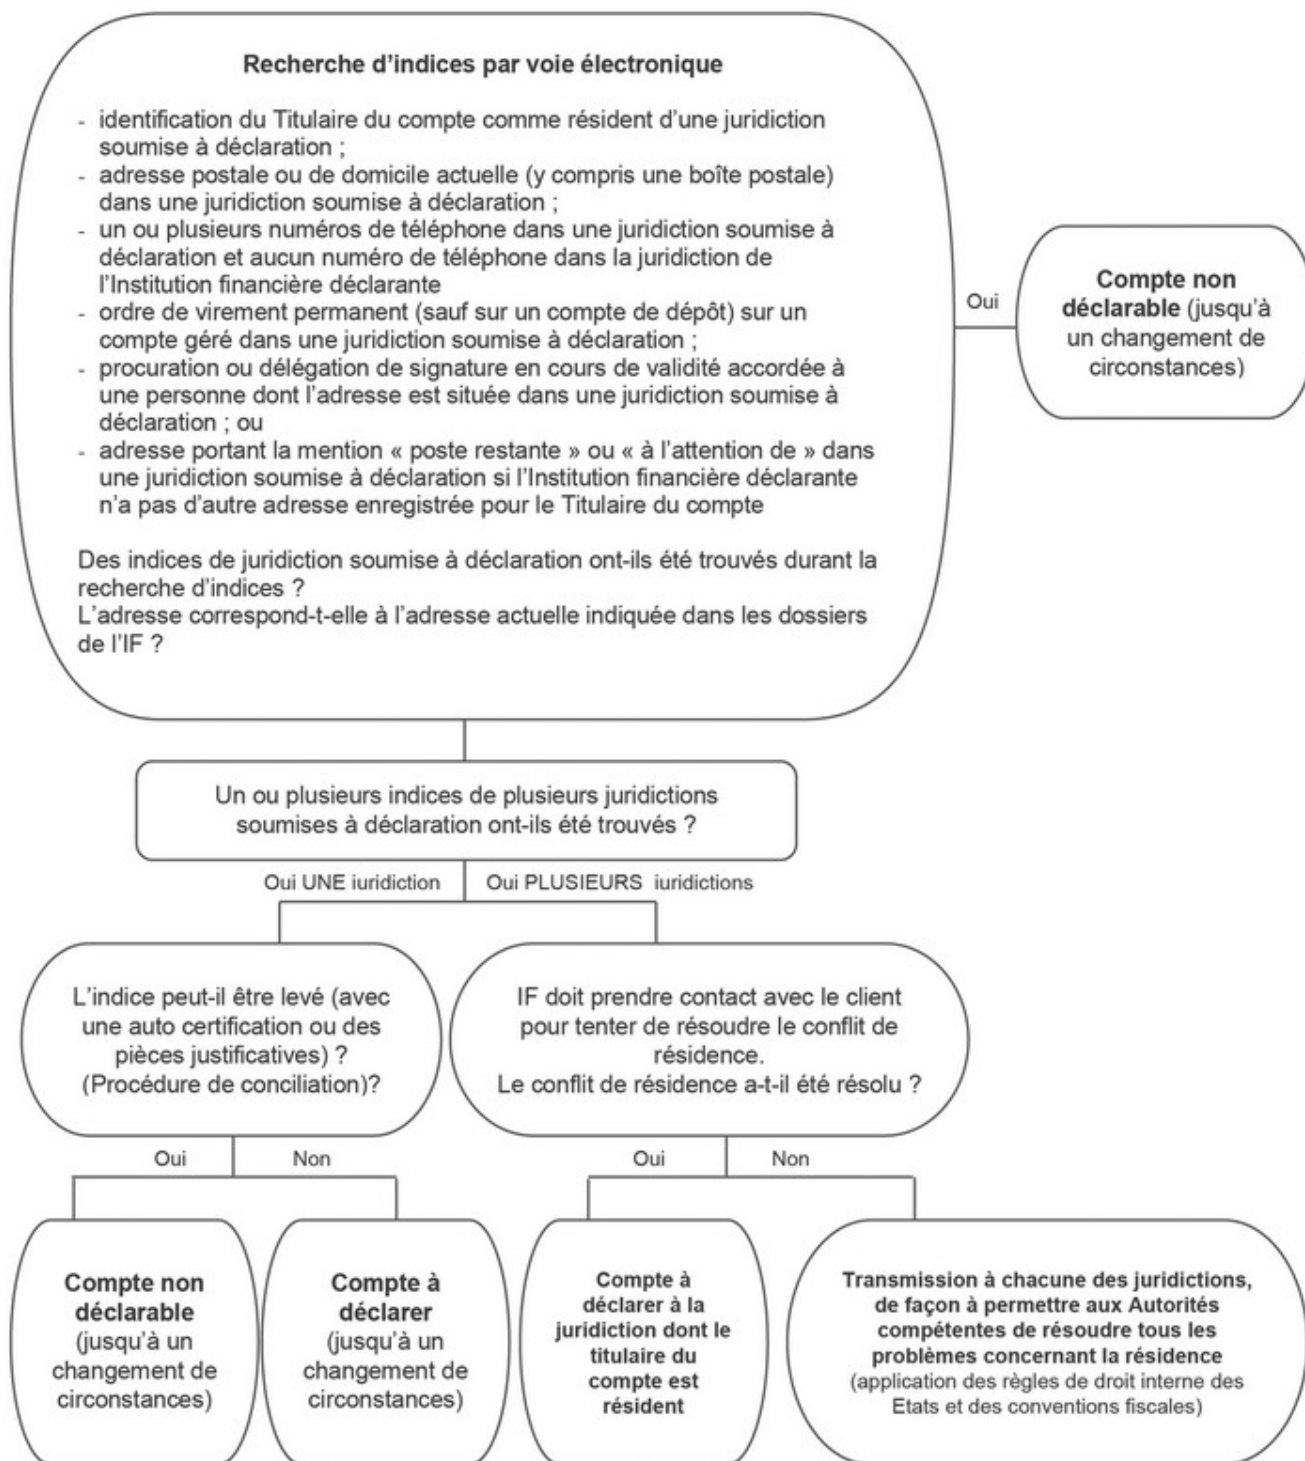 Recherche d'indices par voie électronique
- identification du Titulaire du compte comme résident d'une juridiction
soumise à déclaration ;
- adresse postale ou de domicile actuelle (y compris une boîte postale)
dans une juridiction soumise à déclaration ;
- un ou plusieurs numéros de téléphone dans une juridiction soumise à
déclaration et aucun numéro de téléphone dans la juridiction de
l'Institution financière déclarante
- ordre de virement permanent (sauf sur un compte de dépôt) sur un
compte géré dans une juridiction soumise à déclaration ;
- procuration ou délégation de signature en cours de validité accordée à
une personne dont l'adresse est située dans une juridiction soumise à
déclaration ; ou
- adresse portant la mention « poste restante » ou « à l'attention de » dans
une juridiction soumise à déclaration si l'Institution financière déclarante
n'a pas d'autre adresse enregistrée pour le Titulaire du compte
Des indices de juridiction soumise à déclaration ont-ils été trouvés durant la
recherche d'indices ?
L'adresse correspond-t-elle à l'adresse actuelle indiquée dans les dossiers
de l'IF ?
Oui
Compte non
déclarable (jusqu'à
un changement de
circonstances)
Un ou plusieurs indices de plusieurs juridictions
soumises à déclaration ont-ils été trouvés ?
Oui UNE iuridiction
Oui PLUSIEURS iuridictions
L'indice peut-il être levé (avec
une auto certification ou des
pièces justificatives) ?
(Procédure de conciliation)?
IF doit prendre contact avec le client
pour tenter de résoudre le conflit de
résidence.
Le conflit de résidence a-t-il été résolu ?
Oui
Non
Oui
Non
Compte non
déclarable
(jusqu'à un
changement de
circonstances)
Compte à
déclarer
(jusqu'à un
changement de
circonstances)
Compte à
déclarer à la
juridiction dont le
titulaire du
compte est
résident
Transmission à chacune des juridictions,
de façon à permettre aux Autorités
compétentes de résoudre tous les
problèmes concernant la résidence
(application des règles de droit interne des
Etats et des conventions fiscales)